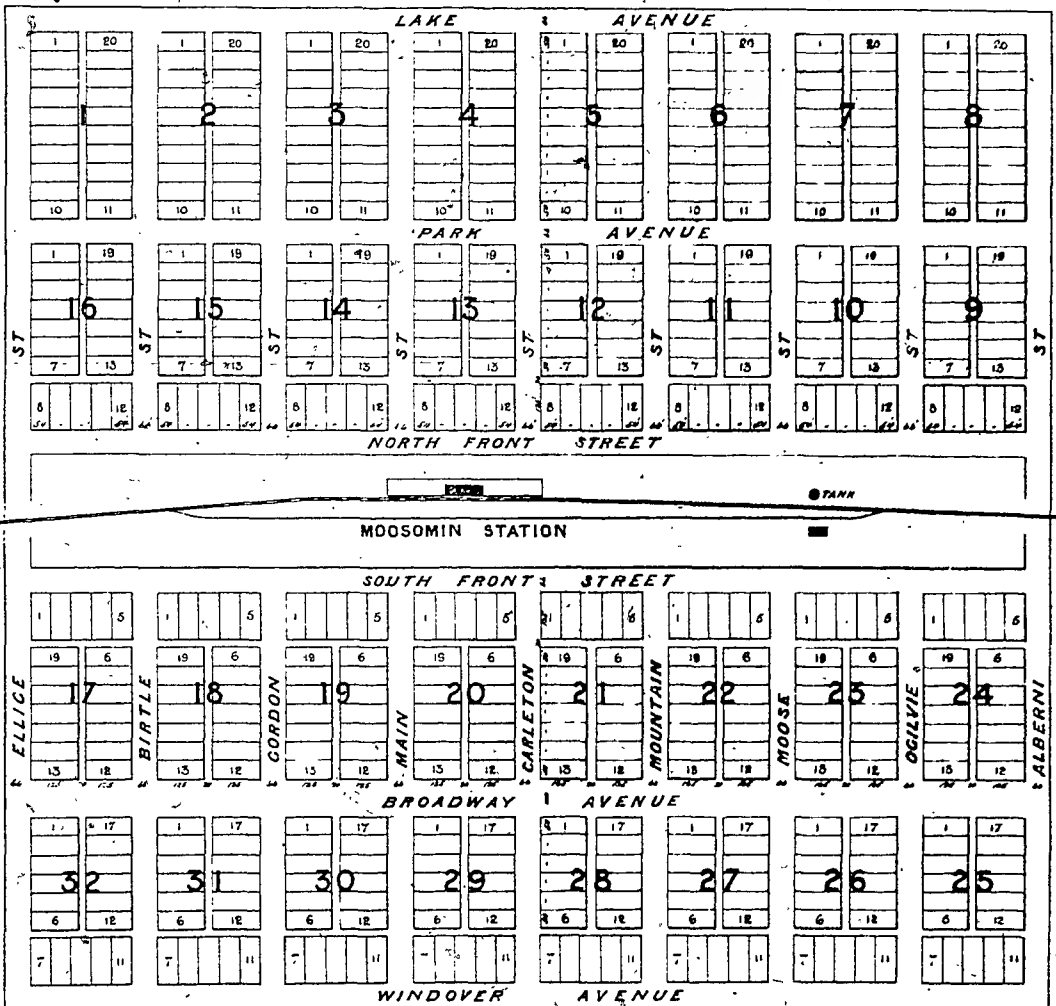 LAKE AVENUE
1 20 1 20 1 20 1 20 1 20 1 20 1 20 1 20
1 2 3 4 5 6 7 8
10 11 10 11 10 11 10 11 10 11 10 11 10 11 10 11
PARK AVENUE
1 19 1 19 1 19 1 19 1 19 1 19 1 19 1 19
16 15 14 13 12 11 10 9
ST ST ST ST ST ST ST ST ST
7 13 7 13 7 13 7 13 7 13 7 13 7 13 7 13
8 12 8 12 8 12 8 12 8 12 8 12 8 12 8 12
NORTH FRONT STREET
TANK
MOOSOMIN STATION
SOUTH FRONT STREET
1 5 1 5 1 5 1 5 1 5 1 5 1 5 1 5
19 6 19 6 19 6 19 6 19 6 19 6 19 6 19 6
17 18 19 20 21 22 23 24
ELLICE BIRTLE GORDON MAIN CARLETON MOUNTAIN MOOSE OGILVIE ALBERNI
13 12 13 12 13 12 13 12 13 12 13 12 13 12 13 12
BROADWAY AVENUE
1 17 1 17 1 17 1 17 1 17 1 17 1 17 1 17
32 31 30 29 28 27 26 25
6 12 6 12 6 12 6 12 6 12 6 12 6 12 6 12
7 11 7 11 7 11 7 11 7 11 7 11 7 11 7 11
WINDOVER AVENUE